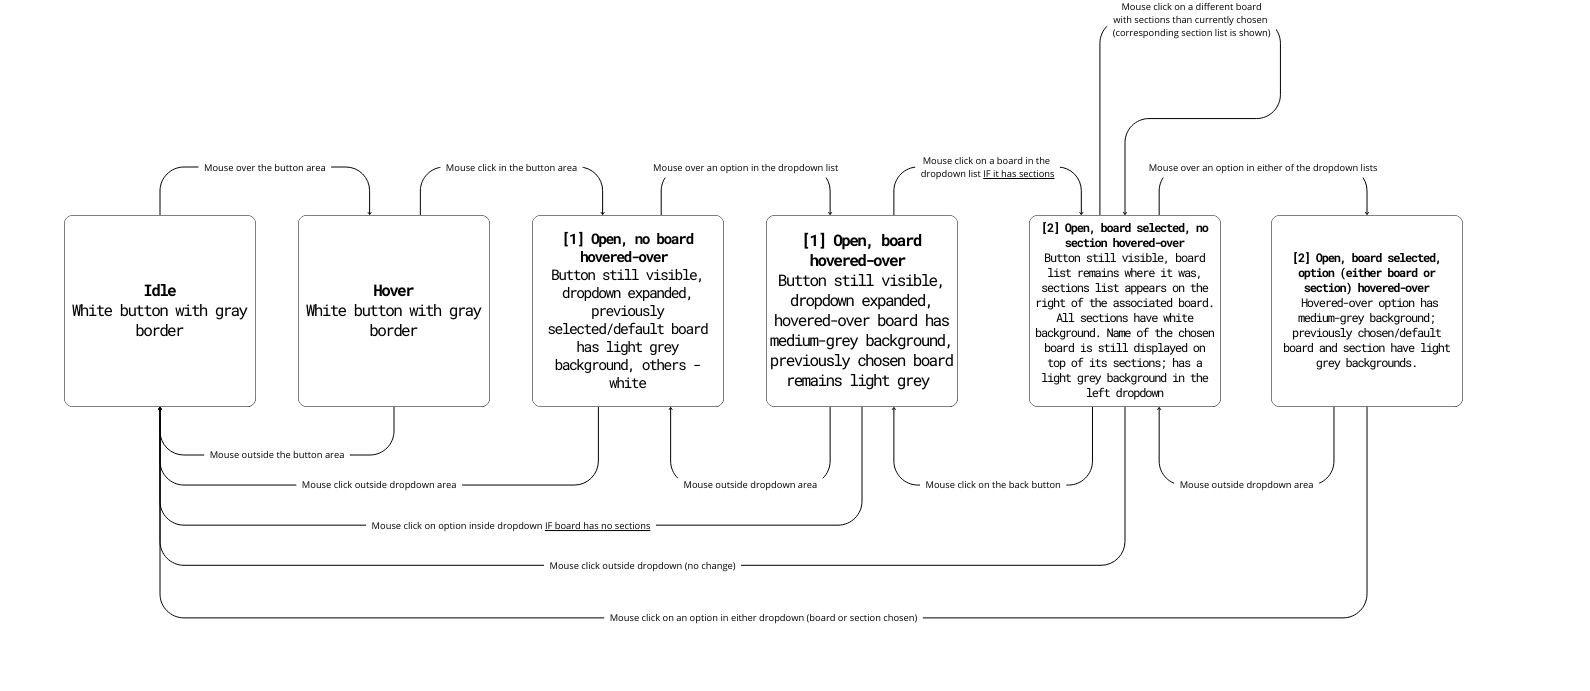 Mouse click on a different board
with sections than currently chosen
(corresponding section list is shown)
Mouse over the button area
Mouse click in the button area
Mouse over an option in the dropdown list
Mouse click on a board in the
dropdown list IF it has sections
Mouse over an option in either of the dropdown lists
Idle
White button with gray
border
Hover
White button with gray
border
[1] Open, no board
hovered-over
Button still visible,
dropdown expanded,
previously
selected/default board
has light grey
background, others -
white
[1] Open, board
hovered-over
Button still visible,
dropdown expanded,
hovered-over board has
medium-grey background,
previously chosen board
remains light grey
[2] Open, board selected, no
section hovered-over
Button still visible, board
list remains where it was,
sections list appears on the
right of the associated board.
All sections have white
background. Name of the chosen
board is still displayed on
top of its sections; has a
light grey background in the
left dropdown
[2] Open, board selected,
option (either board or
section) hovered-over
Hovered-over option has
medium-grey background;
previously chosen/default
board and section have light
grey backgrounds.
Mouse outside the button area
Mouse click outside dropdown area
Mouse outside dropdown area
Mouse click on the back button
Mouse outside dropdown area
Mouse click on option inside dropdown IF board has no sections
Mouse click outside dropdown (no change)
Mouse click on an option in either dropdown (board or section chosen)